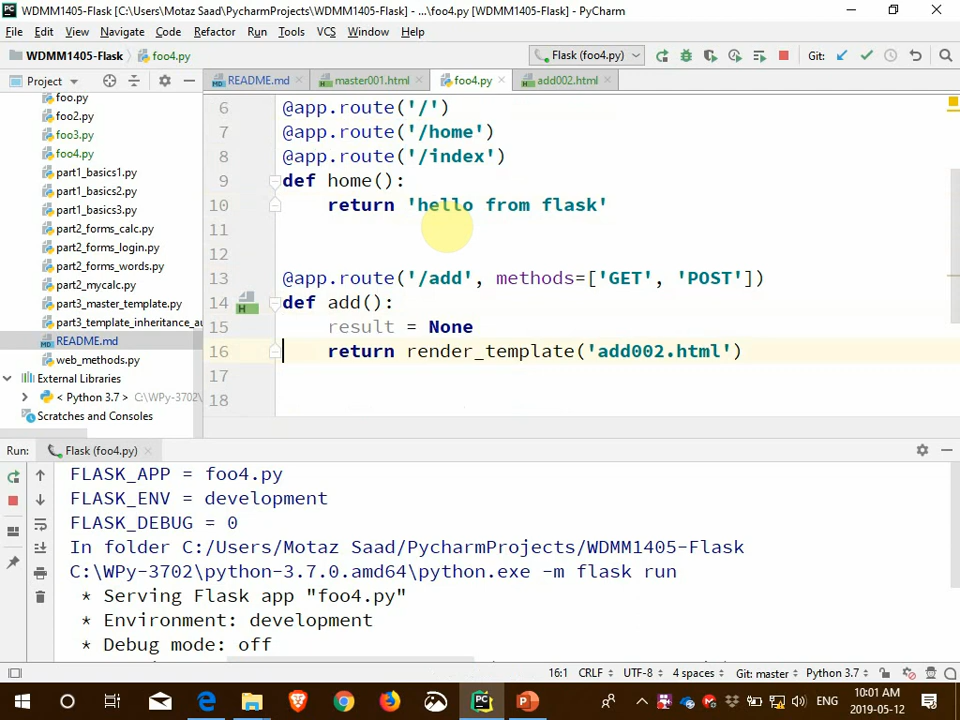 WDMM1405-Flask [C:\Users\Motaz Saad\PycharmProjects\WDMM1405-Flask] - ...\foo4.py [WDMM1405-Flask] - PyCharm
File Edit View Navigate Code Refactor Run Tools VCS Window Help
WDMM1405-Flask foo4.py Flask (foo4.py) Git:
Project README.md master001.html foo4.py add002.html
foo.py
foo2.py
foo3.py
foo4.py
part1_basics1.py
part1_basics2.py
part1_basics3.py
part2_forms_calc.py
part2_forms_login.py
part2_forms_words.py
part2_mycalc.py
part3_master_template.py
part3_template_inheritance_au
README.md
web_methods.py
External Libraries
< Python 3.7 > C:\WPy-3702\
Scratches and Consoles
6 @app.route('/')
7 @app.route('/home')
8 @app.route('/index')
9 def home():
10 return 'hello from flask'
11
12
13 @app.route('/add', methods=['GET', 'POST'])
14 def add():
15 result = None
16 return render_template('add002.html')
17
18
Run: Flask (foo4.py)
FLASK_APP = foo4.py
FLASK_ENV = development
FLASK_DEBUG = 0
In folder C:/Users/Motaz Saad/PycharmProjects/WDMM1405-Flask
C:\WPy-3702\python-3.7.0.amd64\python.exe -m flask run
* Serving Flask app "foo4.py"
* Environment: development
* Debug mode: off
16:1 CRLF UTF-8 4 spaces Git: master Python 3.7
ENG 10:01 AM
2019-05-12